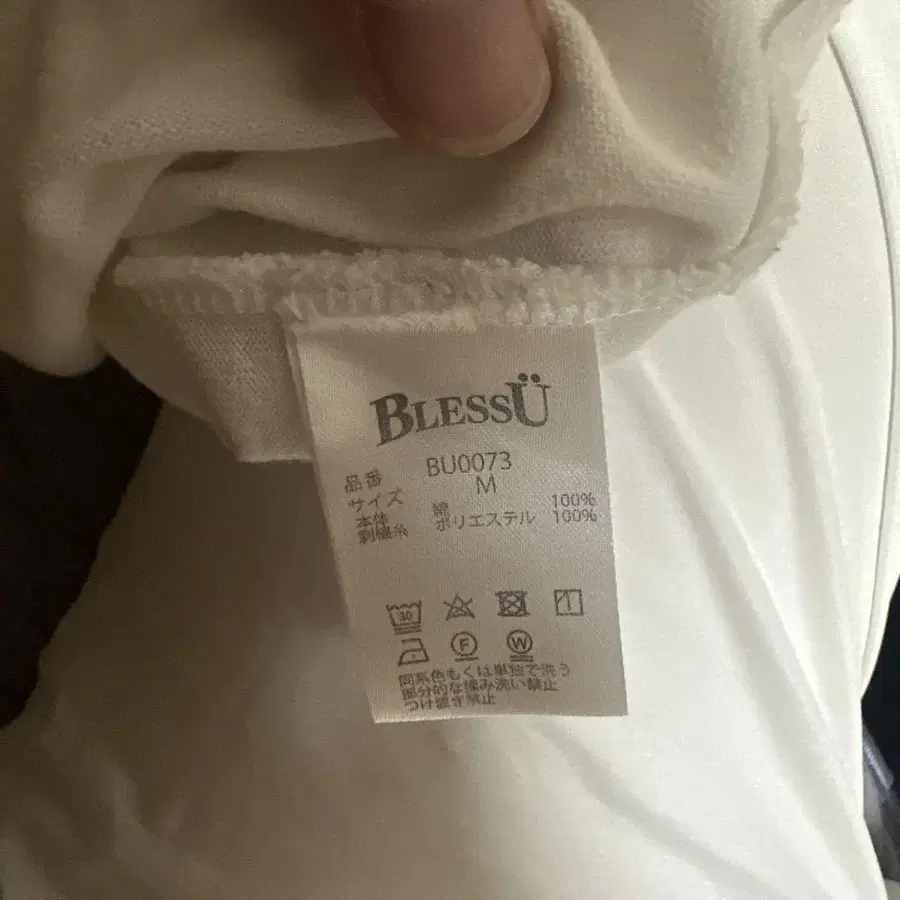 BLESSÜ
品番 BU0073
サイズ M
本体 綿 100%
刺繍糸 ポリエステル 100%
30
F W
同系色もくは単独で洗う
部分的な揉み洗い禁止
つけ置き禁止